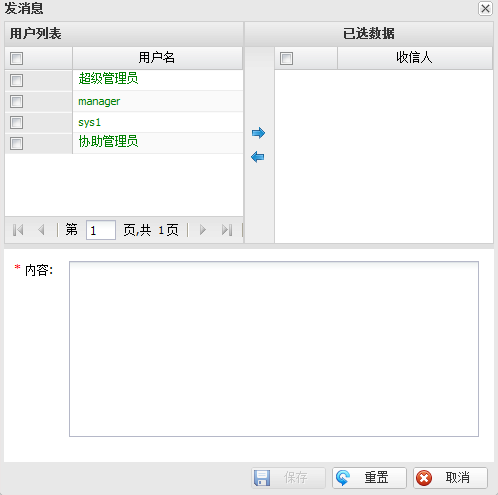 发消息
用户列表
已选数据
用户名
收信人
超级管理员
manager
sys1
协助管理员
第 1 页,共 1页
* 内容:
保存
重置
取消